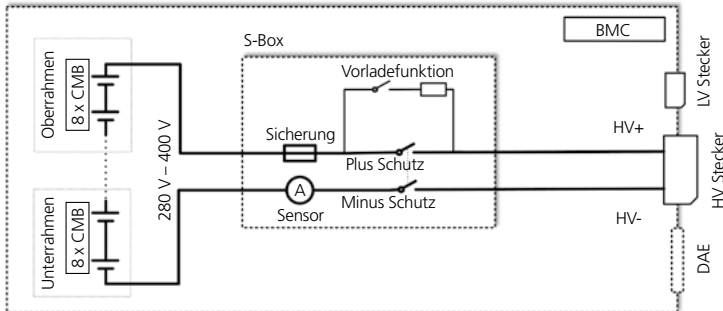 BMC
S-Box
Oberrahmen
8 x CMB
Vorladefunktion
LV Stecker
HV+
Sicherung
Plus Schutz
280 V – 400 V
HV Stecker
A
Minus Schutz
Sensor
Unterrahmen
8 x CMB
HV-
DAE